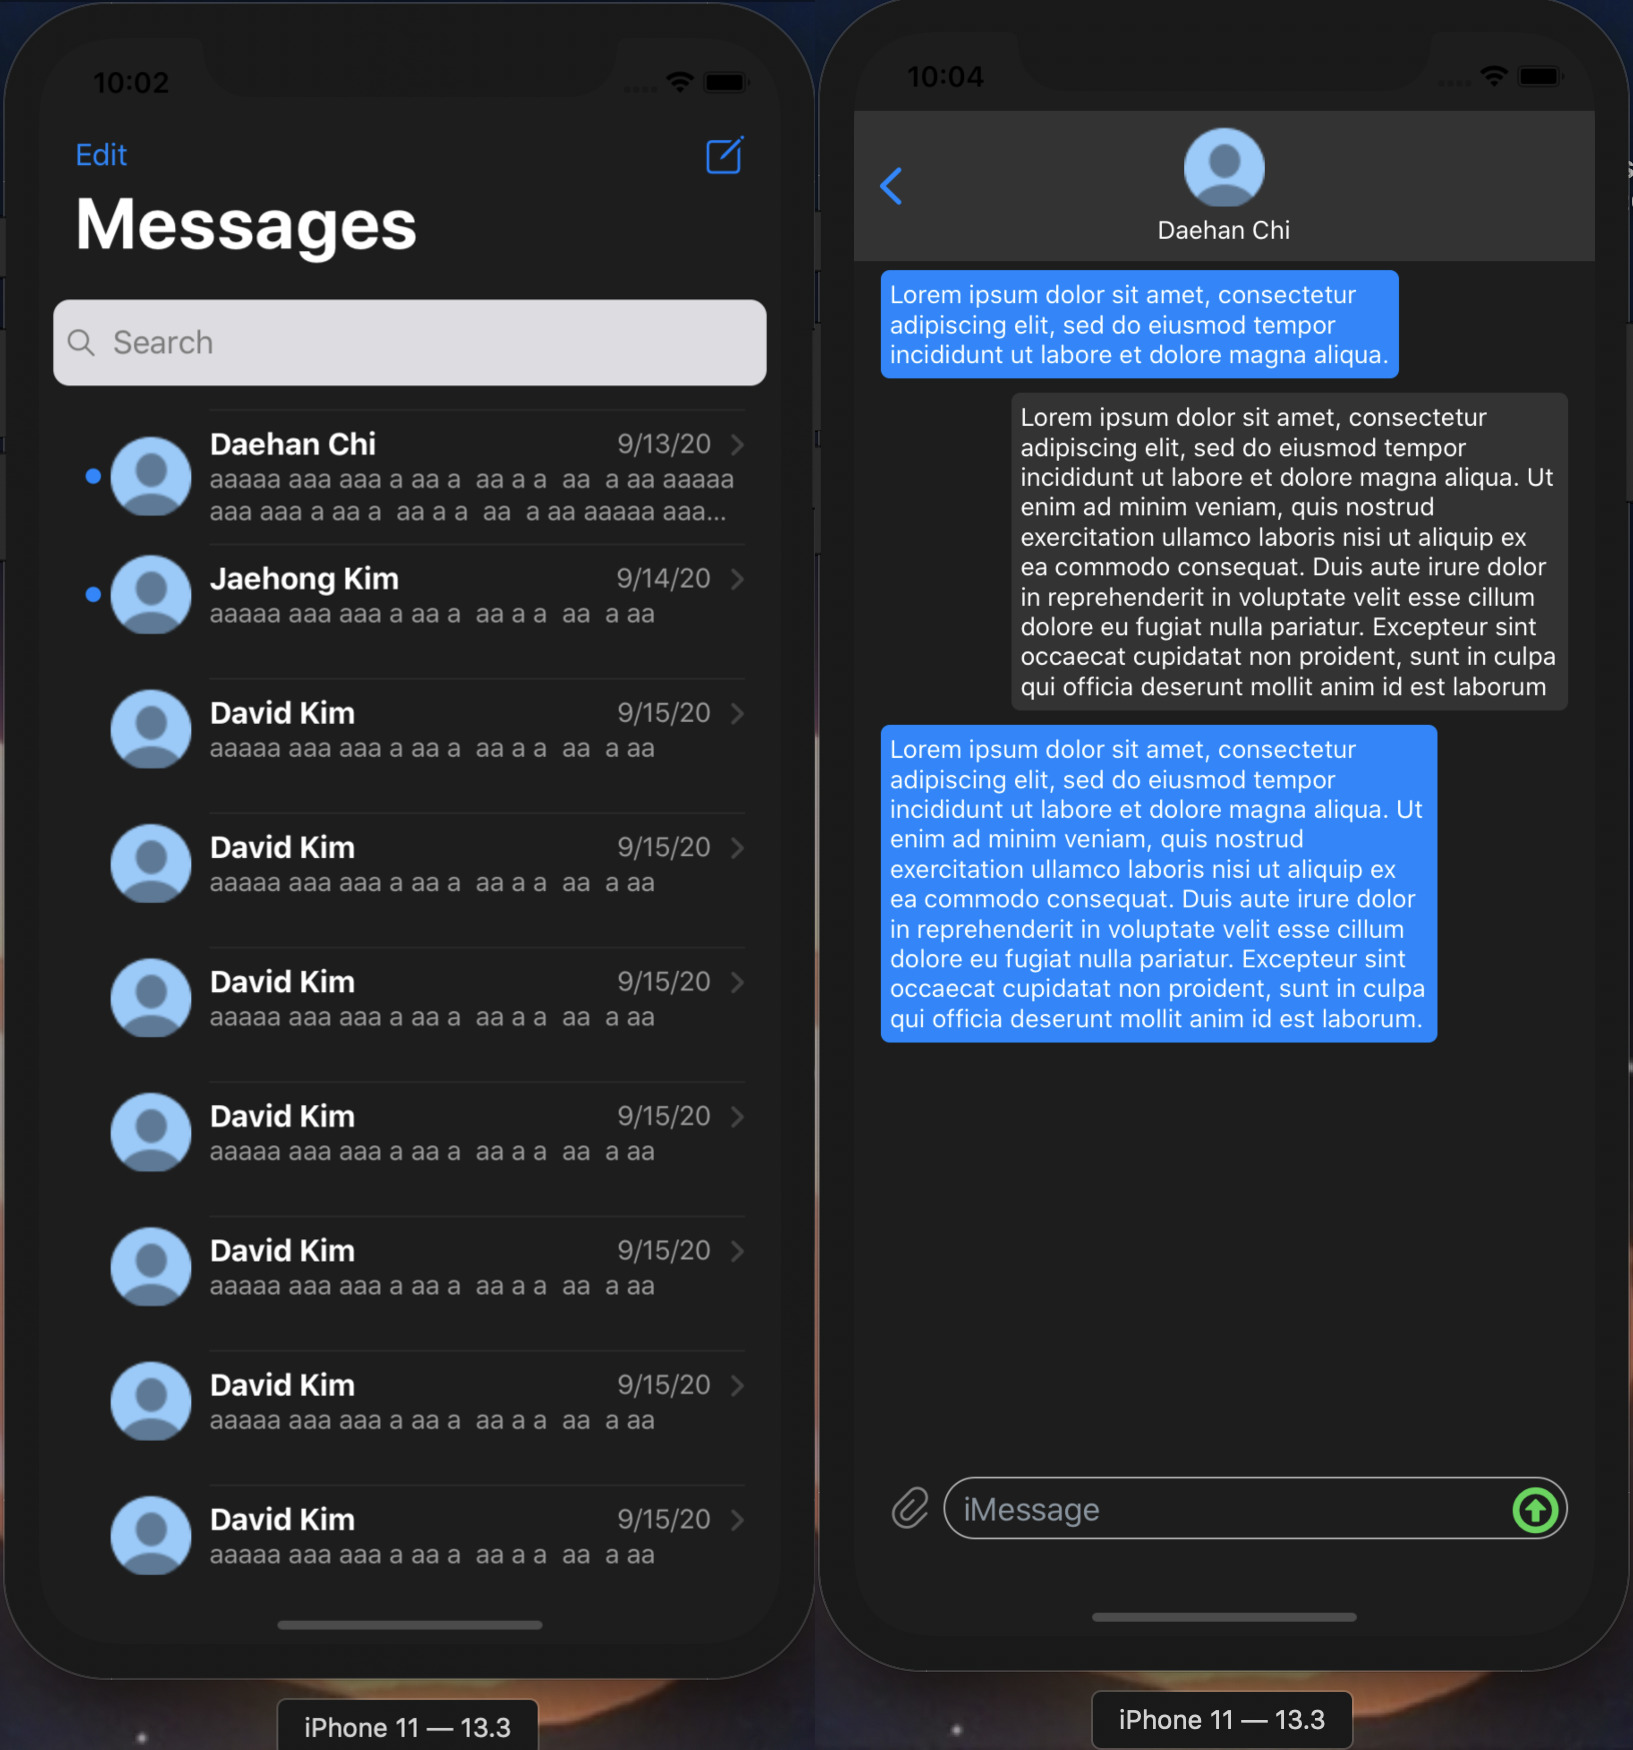 10:02
Edit
Messages
Search
Daehan Chi 9/13/20
aaaaa aaa aaa a aa a  aa a a  aa  a aa aaaaa
aaa aaa a aa a  aa a a  aa  a aa aaaaa aaa...
Jaehong Kim 9/14/20
aaaaa aaa aaa a aa a  aa a a  aa  a aa
David Kim 9/15/20
aaaaa aaa aaa a aa a  aa a a  aa  a aa
David Kim 9/15/20
aaaaa aaa aaa a aa a  aa a a  aa  a aa
David Kim 9/15/20
aaaaa aaa aaa a aa a  aa a a  aa  a aa
David Kim 9/15/20
aaaaa aaa aaa a aa a  aa a a  aa  a aa
David Kim 9/15/20
aaaaa aaa aaa a aa a  aa a a  aa  a aa
David Kim 9/15/20
aaaaa aaa aaa a aa a  aa a a  aa  a aa
David Kim 9/15/20
aaaaa aaa aaa a aa a  aa a a  aa  a aa
iPhone 11 — 13.3
10:04
Daehan Chi
Lorem ipsum dolor sit amet, consectetur
adipiscing elit, sed do eiusmod tempor
incididunt ut labore et dolore magna aliqua.
Lorem ipsum dolor sit amet, consectetur
adipiscing elit, sed do eiusmod tempor
incididunt ut labore et dolore magna aliqua. Ut
enim ad minim veniam, quis nostrud
exercitation ullamco laboris nisi ut aliquip ex
ea commodo consequat. Duis aute irure dolor
in reprehenderit in voluptate velit esse cillum
dolore eu fugiat nulla pariatur. Excepteur sint
occaecat cupidatat non proident, sunt in culpa
qui officia deserunt mollit anim id est laborum
Lorem ipsum dolor sit amet, consectetur
adipiscing elit, sed do eiusmod tempor
incididunt ut labore et dolore magna aliqua. Ut
enim ad minim veniam, quis nostrud
exercitation ullamco laboris nisi ut aliquip ex
ea commodo consequat. Duis aute irure dolor
in reprehenderit in voluptate velit esse cillum
dolore eu fugiat nulla pariatur. Excepteur sint
occaecat cupidatat non proident, sunt in culpa
qui officia deserunt mollit anim id est laborum.
iMessage
iPhone 11 — 13.3